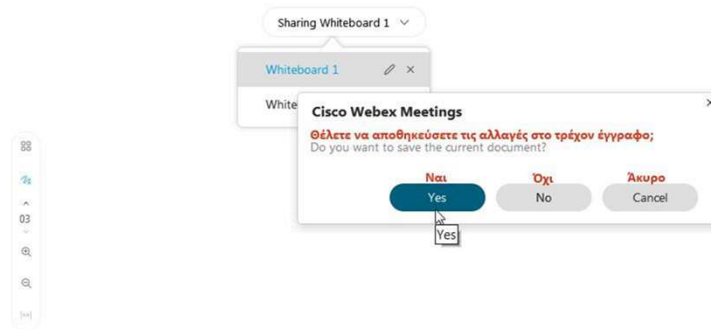 Sharing Whiteboard 1
Whiteboard 1
White
Cisco Webex Meetings
Θέλετε να αποθηκεύσετε τις αλλαγές στο τρέχον έγγραφο;
Do you want to save the current document?
Ναι Όχι Άκυρο
Yes No Cancel
Yes
03